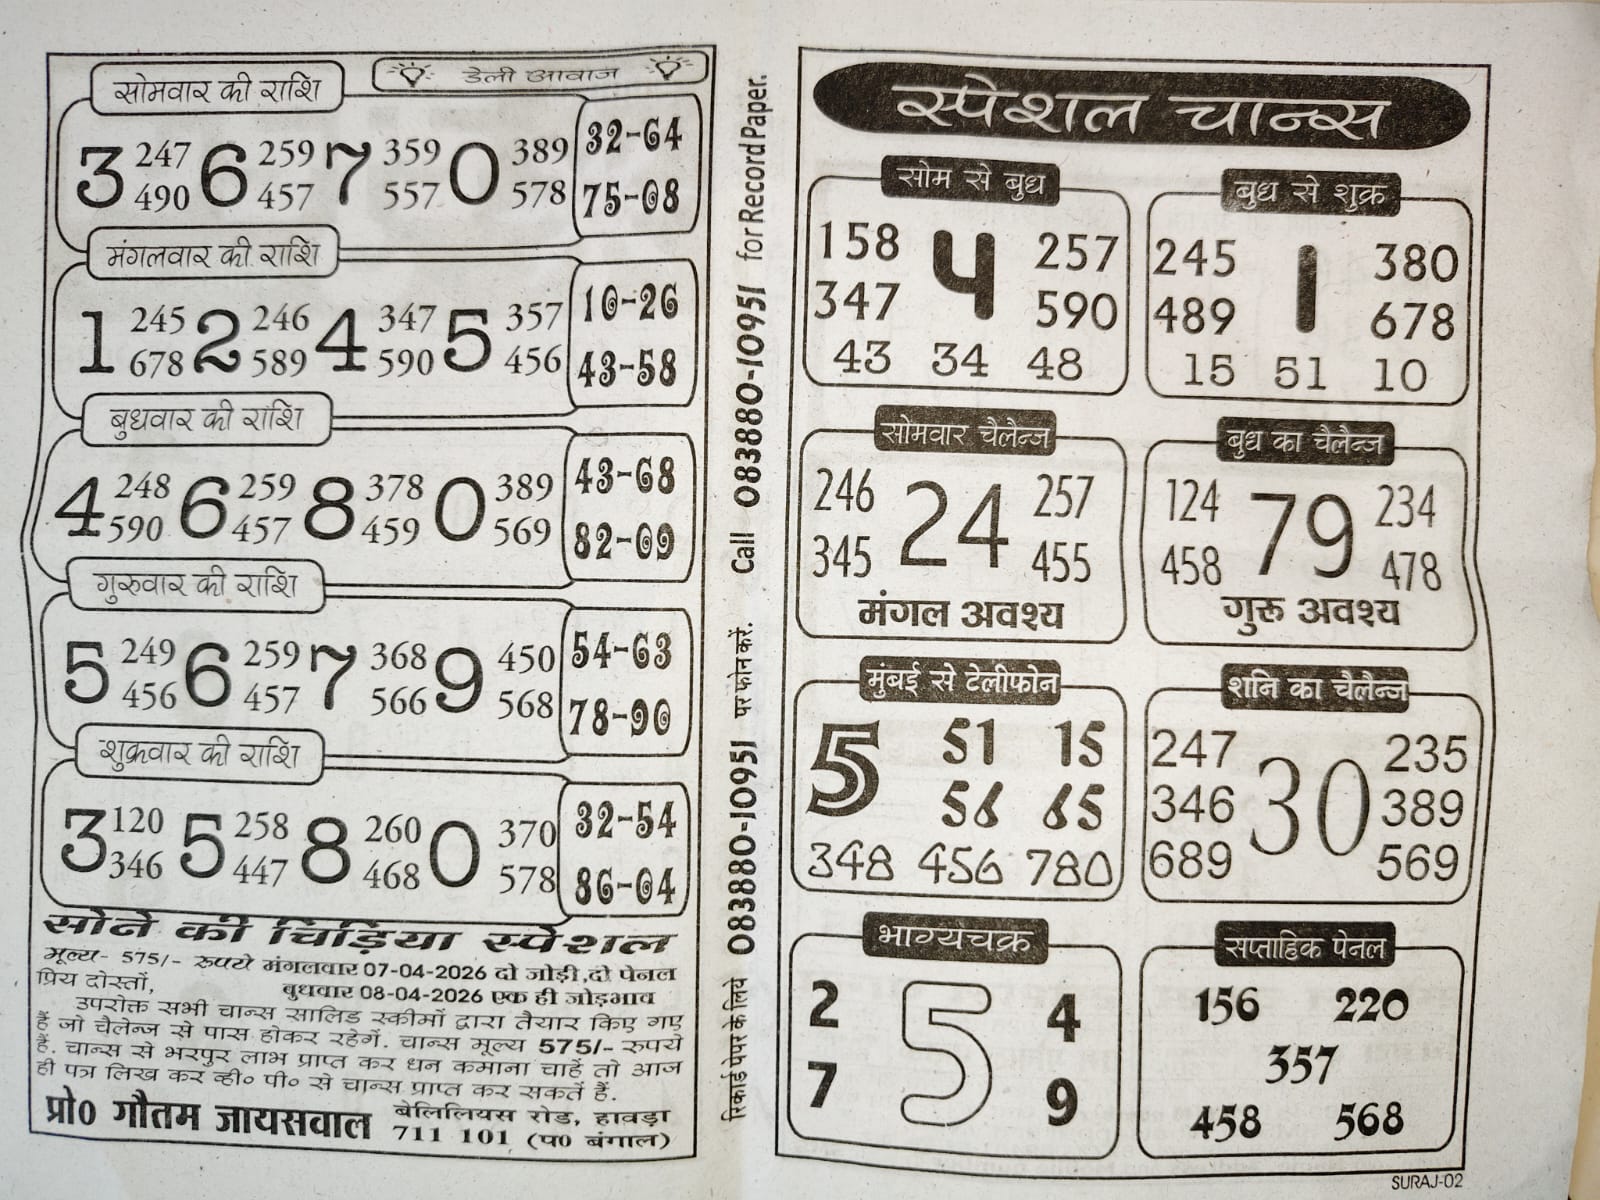 सोमवार की राशि
डेली आवाज
3 247 6 259 7 359 0 389 32-64
490 457 557 578 75-08
मंगलवार की राशि
1 245 2 246 4 347 5 357 10-26
678 589 590 456 43-58
बुधवार की राशि
4 248 6 259 8 378 0 389 43-68
590 457 459 569 82-09
गुरुवार की राशि
5 249 6 259 7 368 9 450 54-63
456 457 566 568 78-90
शुक्रवार की राशि
3 120 5 258 8 260 0 370 32-54
346 447 468 578 86-04
सोने की चिड़िया स्पेशल
मूल्य- 575/- रुपये मंगलवार 07-04-2026 दो जोड़ी,दो पेनल
प्रिय दोस्तों, बुधवार 08-04-2026 एक ही जोड़भाव
उपरोक्त सभी चान्स सालिड स्कीमों द्वारा तैयार किए गए
हैं जो चैलेन्ज से पास होकर रहेगें. चान्स मूल्य 575/- रुपये
हैं. चान्स से भरपुर लाभ प्राप्त कर धन कमाना चाहें तो आज
ही पत्र लिख कर व्ही० पी० से चान्स प्राप्त कर सकतें हैं.
प्रो० गौतम जायसवाल
बेलिलियस रोड, हावड़ा
711 101 (प० बंगाल)
रिकार्ड पेपर के लिये 083880-10951 पर फोन करें. Call 083880-10951 for Record Paper.
स्पेशल चान्स
सोम से बुध
158 4 257
347 590
43 34 48
बुध से शुक्र
245 1 380
489 678
15 51 10
सोमवार चैलेन्ज
246 24 257
345 455
मंगल अवश्य
बुध का चैलेन्ज
124 79 234
458 478
गुरु अवश्य
मुंबई से टेलीफोन
5 51 15
56 65
348 456 780
शनि का चैलेन्ज
247 30 235
346 389
689 569
भाग्यचक्र
2 5 4
7 9
सप्ताहिक पेनल
156 220
357
458 568
SURAJ-02